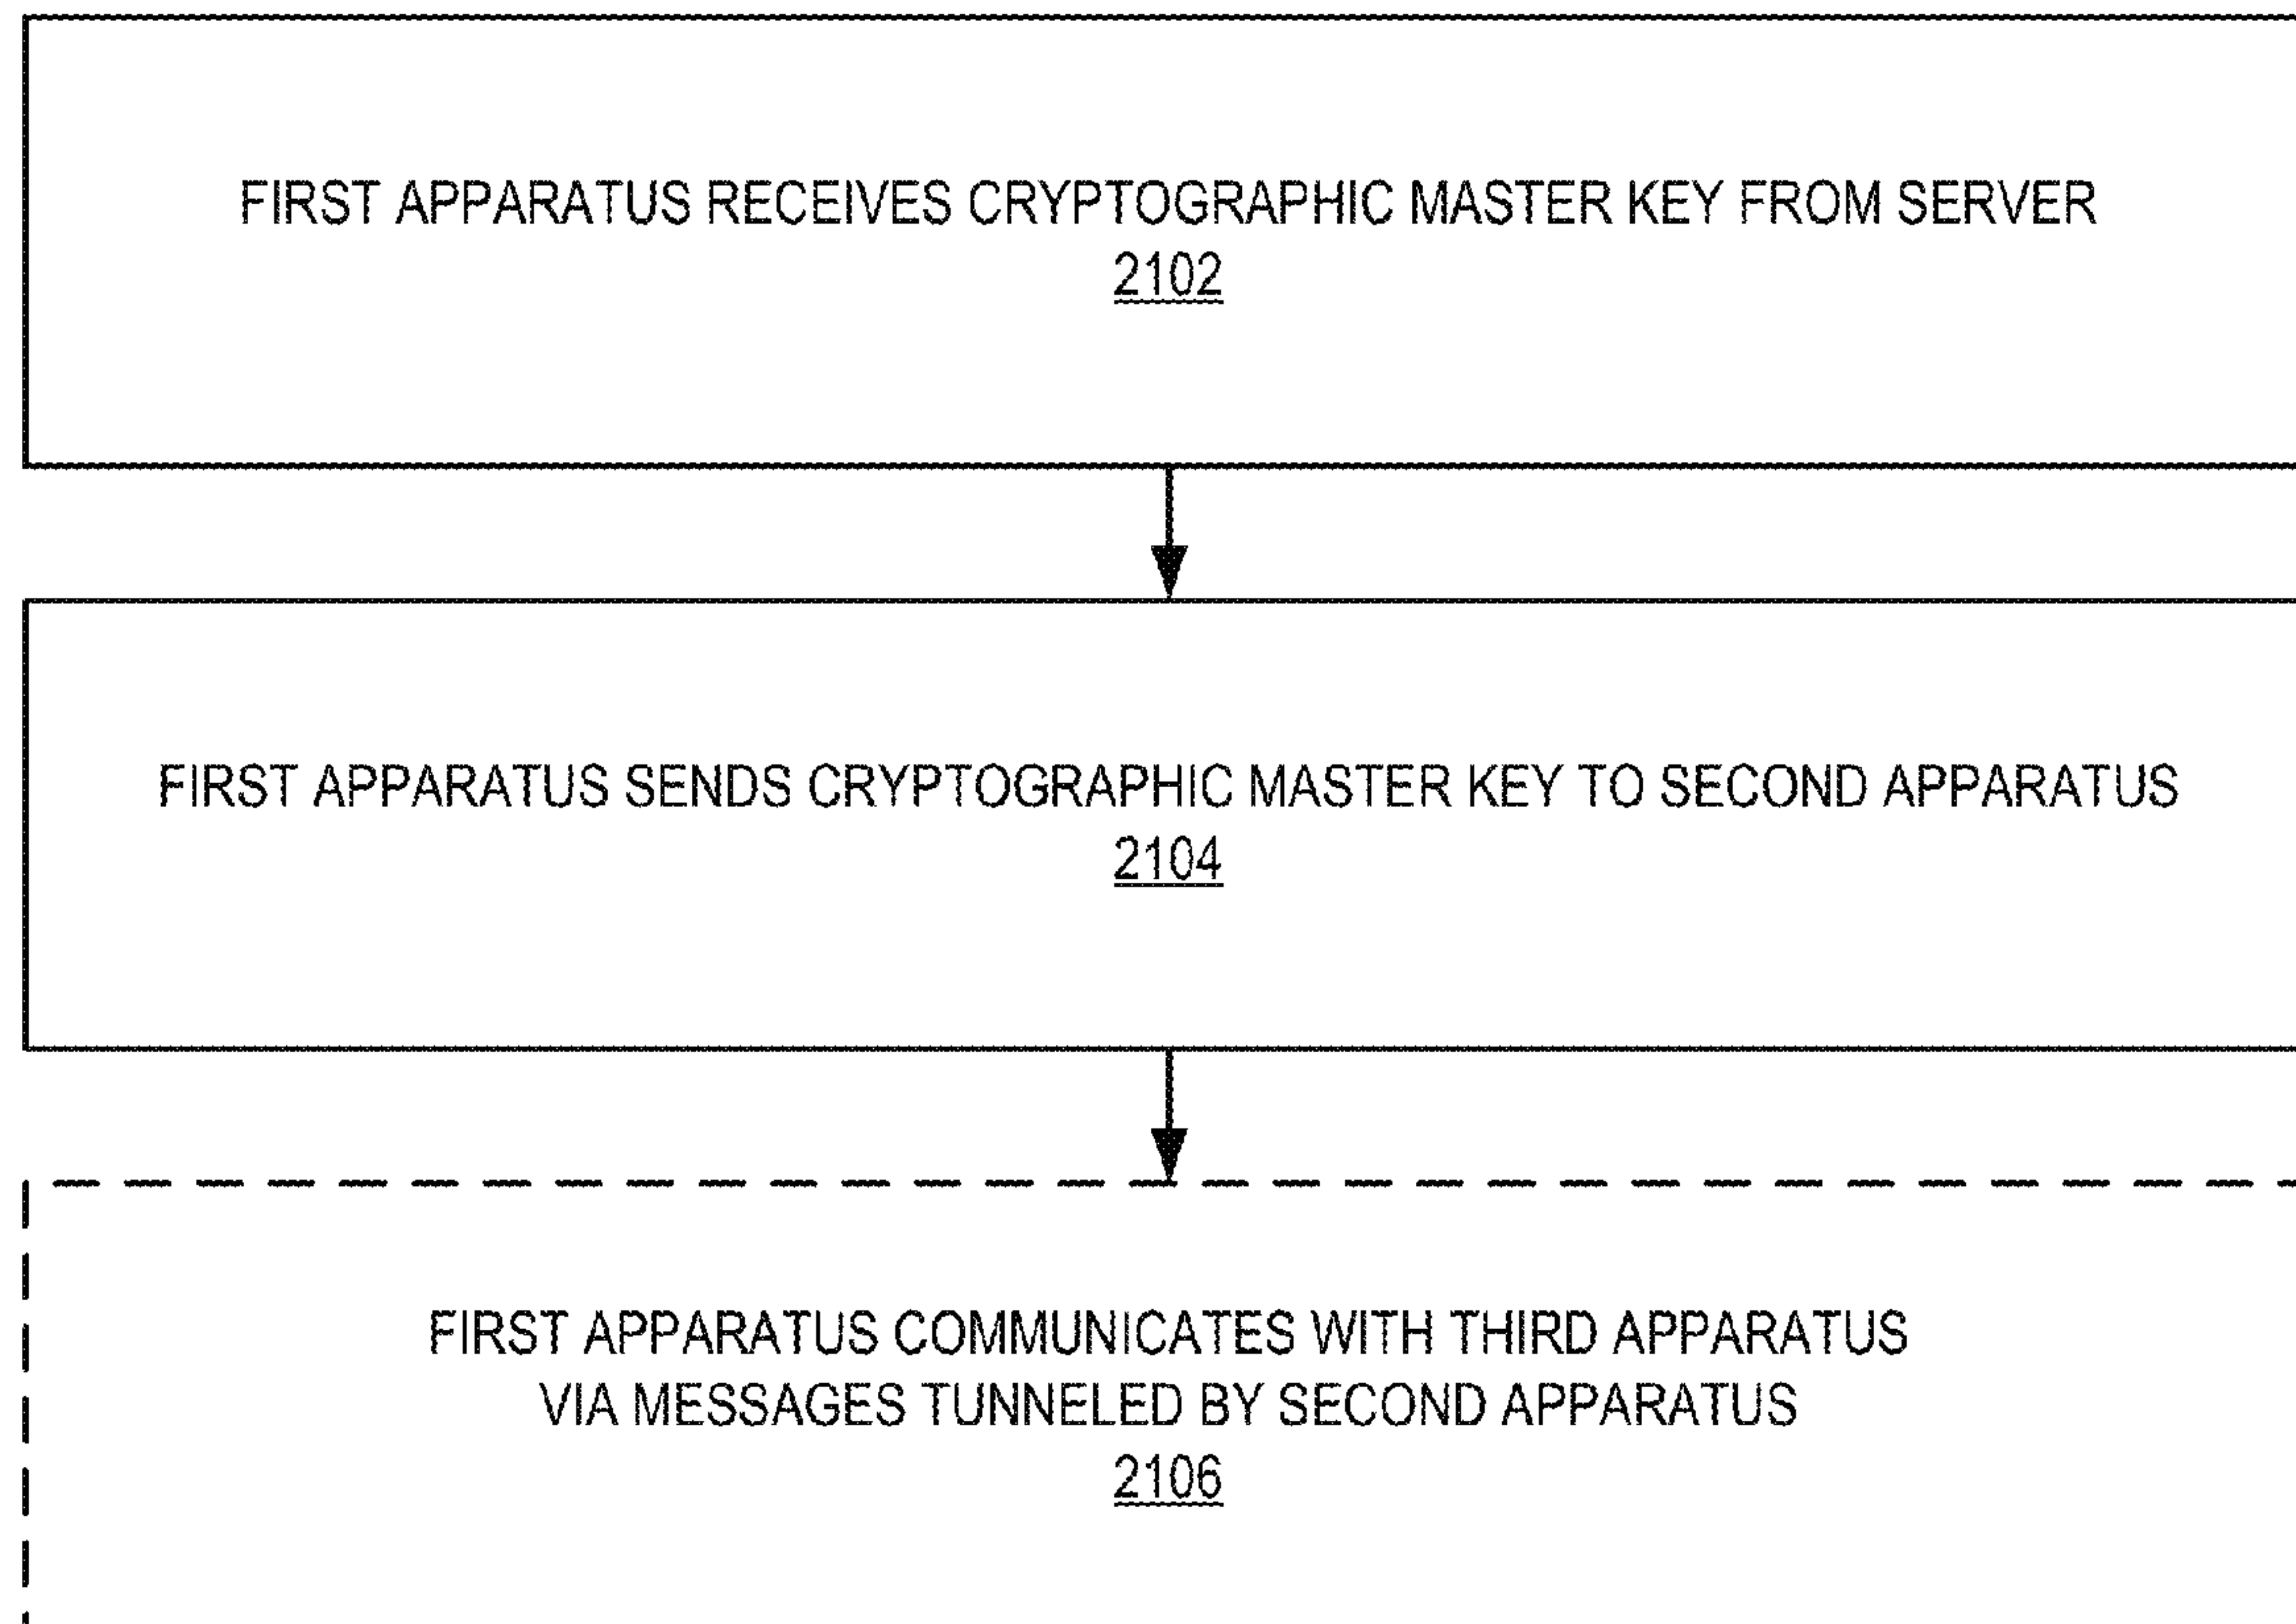 FIRST APPARATUS RECEIVES CRYPTOGRAPHIC MASTER KEY FROM SERVER
2102
FIRST APPARATUS SENDS CRYPTOGRAPHIC MASTER KEY TO SECOND APPARATUS
2104
FIRST APPARATUS COMMUNICATES WITH THIRD APPARATUS
VIA MESSAGES TUNNELED BY SECOND APPARATUS
2106